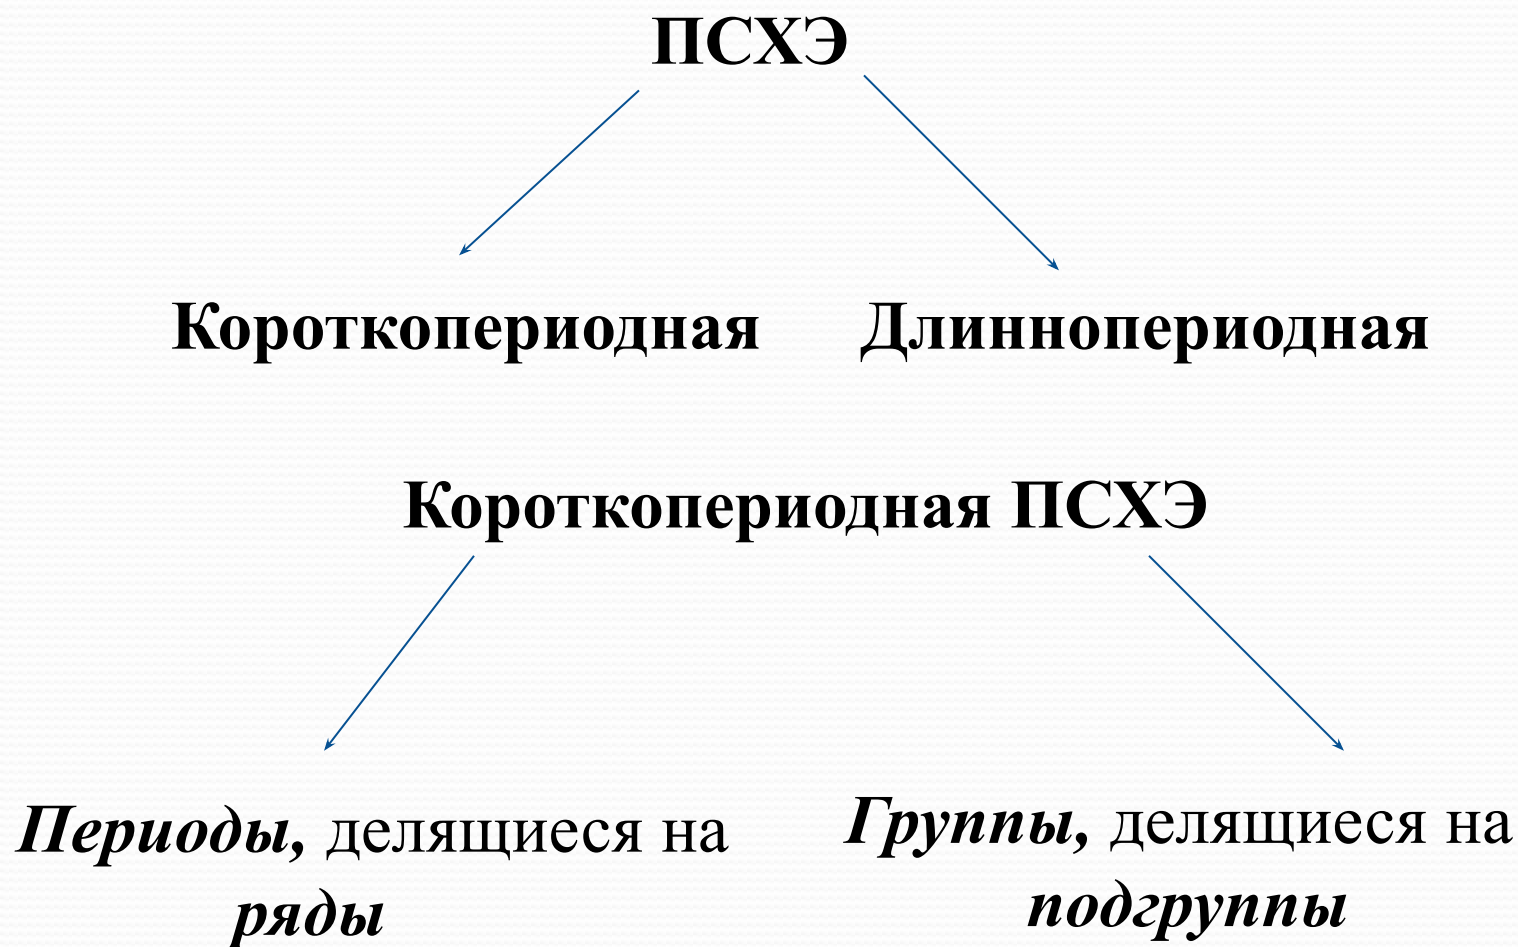 ПСХЭ
Короткопериодная Длиннопериодная
Короткопериодная ПСХЭ
Периоды, делящиеся на
ряды
Группы, делящиеся на
подгруппы